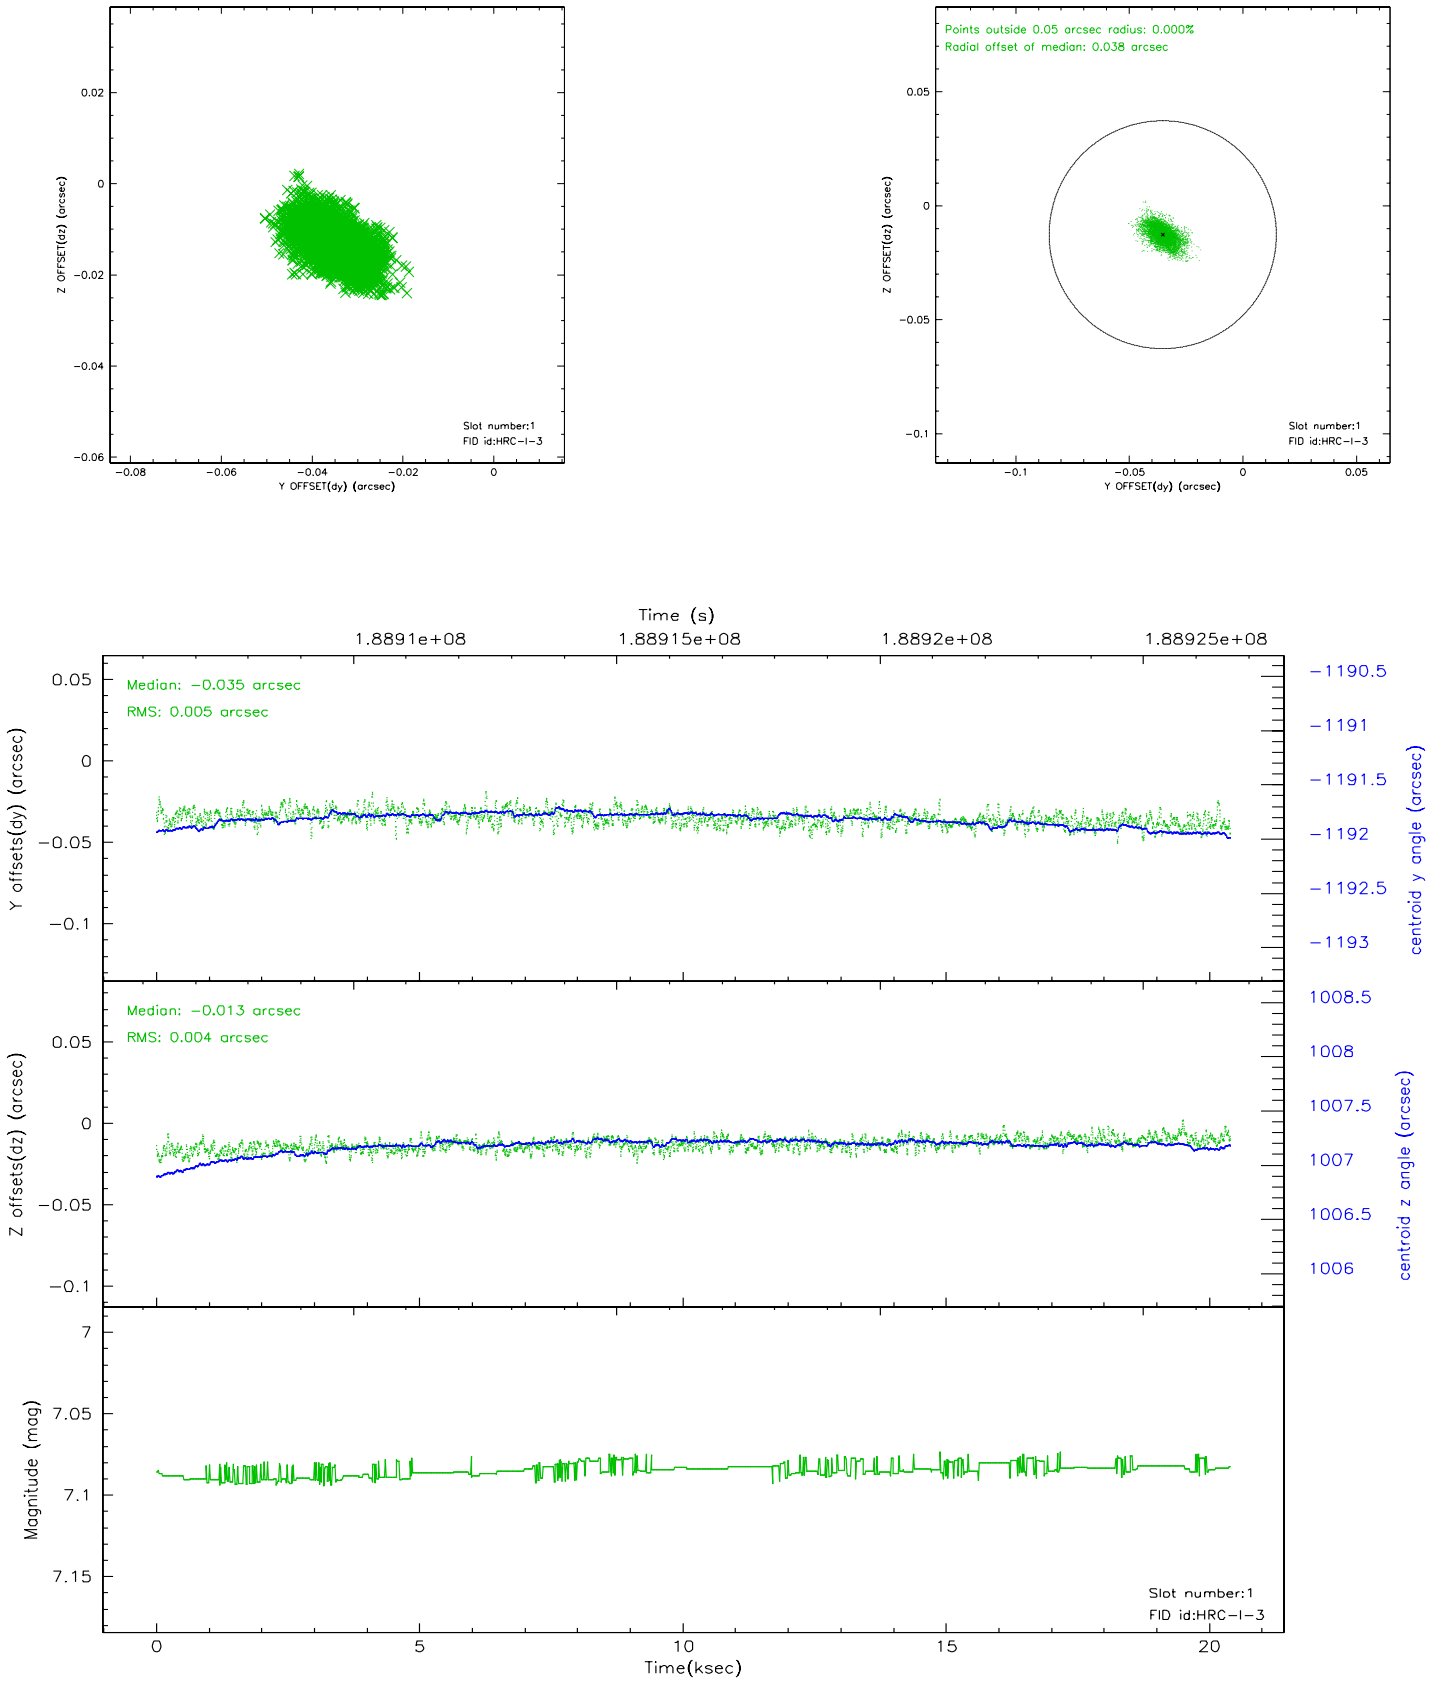 0.02
0
-0.02
-0.04
-0.06
Z OFFSET(dz) (arcsec)
Slot number:1
FID id:HRC-I-3
-0.08 -0.06 -0.04 -0.02 0
Y OFFSET(dy) (arcsec)
Points outside 0.05 arcsec radius: 0.000%
Radial offset of median: 0.038 arcsec
0.05
0
-0.05
-0.1
Z OFFSET(dz) (arcsec)
Slot number:1
FID id:HRC-I-3
-0.1 -0.05 0 0.05
Y OFFSET(dy) (arcsec)
Time (s)
1.8891e+08 1.88915e+08 1.8892e+08 1.88925e+08
Median: -0.035 arcsec
RMS: 0.005 arcsec
0.05
0
-0.05
-0.1
Y offsets(dy) (arcsec)
-1190.5
-1191
-1191.5
-1192
-1192.5
-1193
centroid y angle (arcsec)
Median: -0.013 arcsec
RMS: 0.004 arcsec
0.05
0
-0.05
-0.1
Z offsets(dz) (arcsec)
1008.5
1008
1007.5
1007
1006.5
1006
centroid z angle (arcsec)
7
7.05
7.1
7.15
Magnitude (mag)
Slot number:1
FID id:HRC-I-3
0 5 10 15 20
Time(ksec)